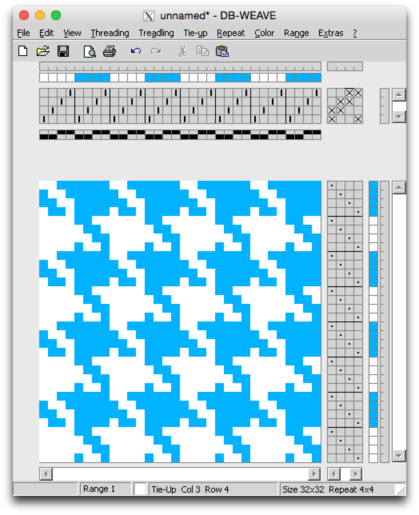 unnamed* - DB-WEAVE
File Edit View Threading Treadling Tie-up Repeat Color Range Extras ?
Range 1 Tie-Up Col 3 Row 4 Size 32x32 Repeat 4x4